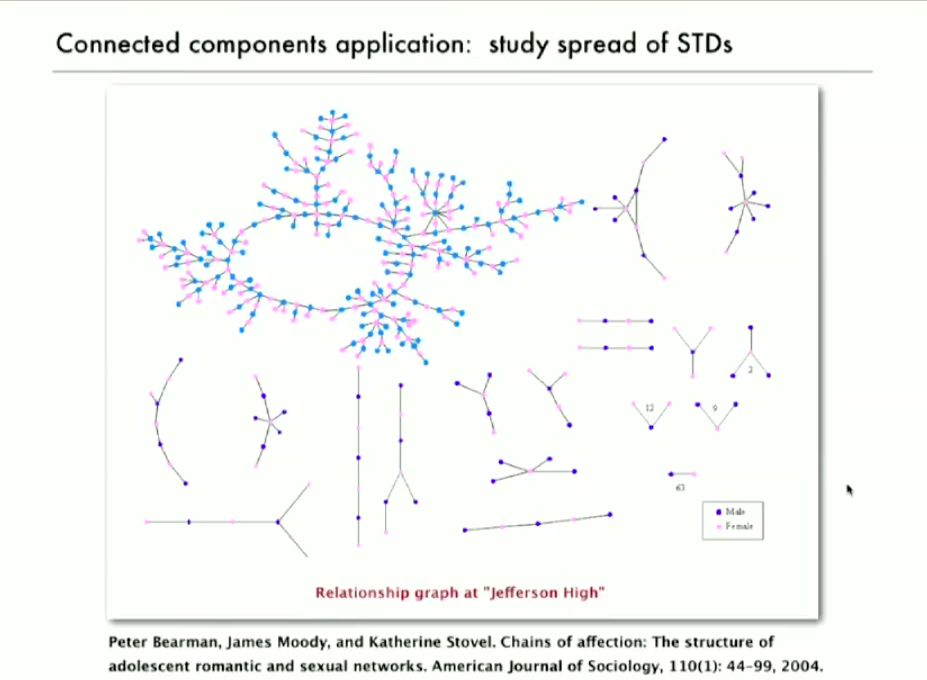 Connected components application: study spread of STDs
2
12
9
63
Male
Female
Relationship graph at "Jefferson High"
Peter Bearman, James Moody, and Katherine Stovel. Chains of affection: The structure of
adolescent romantic and sexual networks. American Journal of Sociology, 110(1): 44-99, 2004.